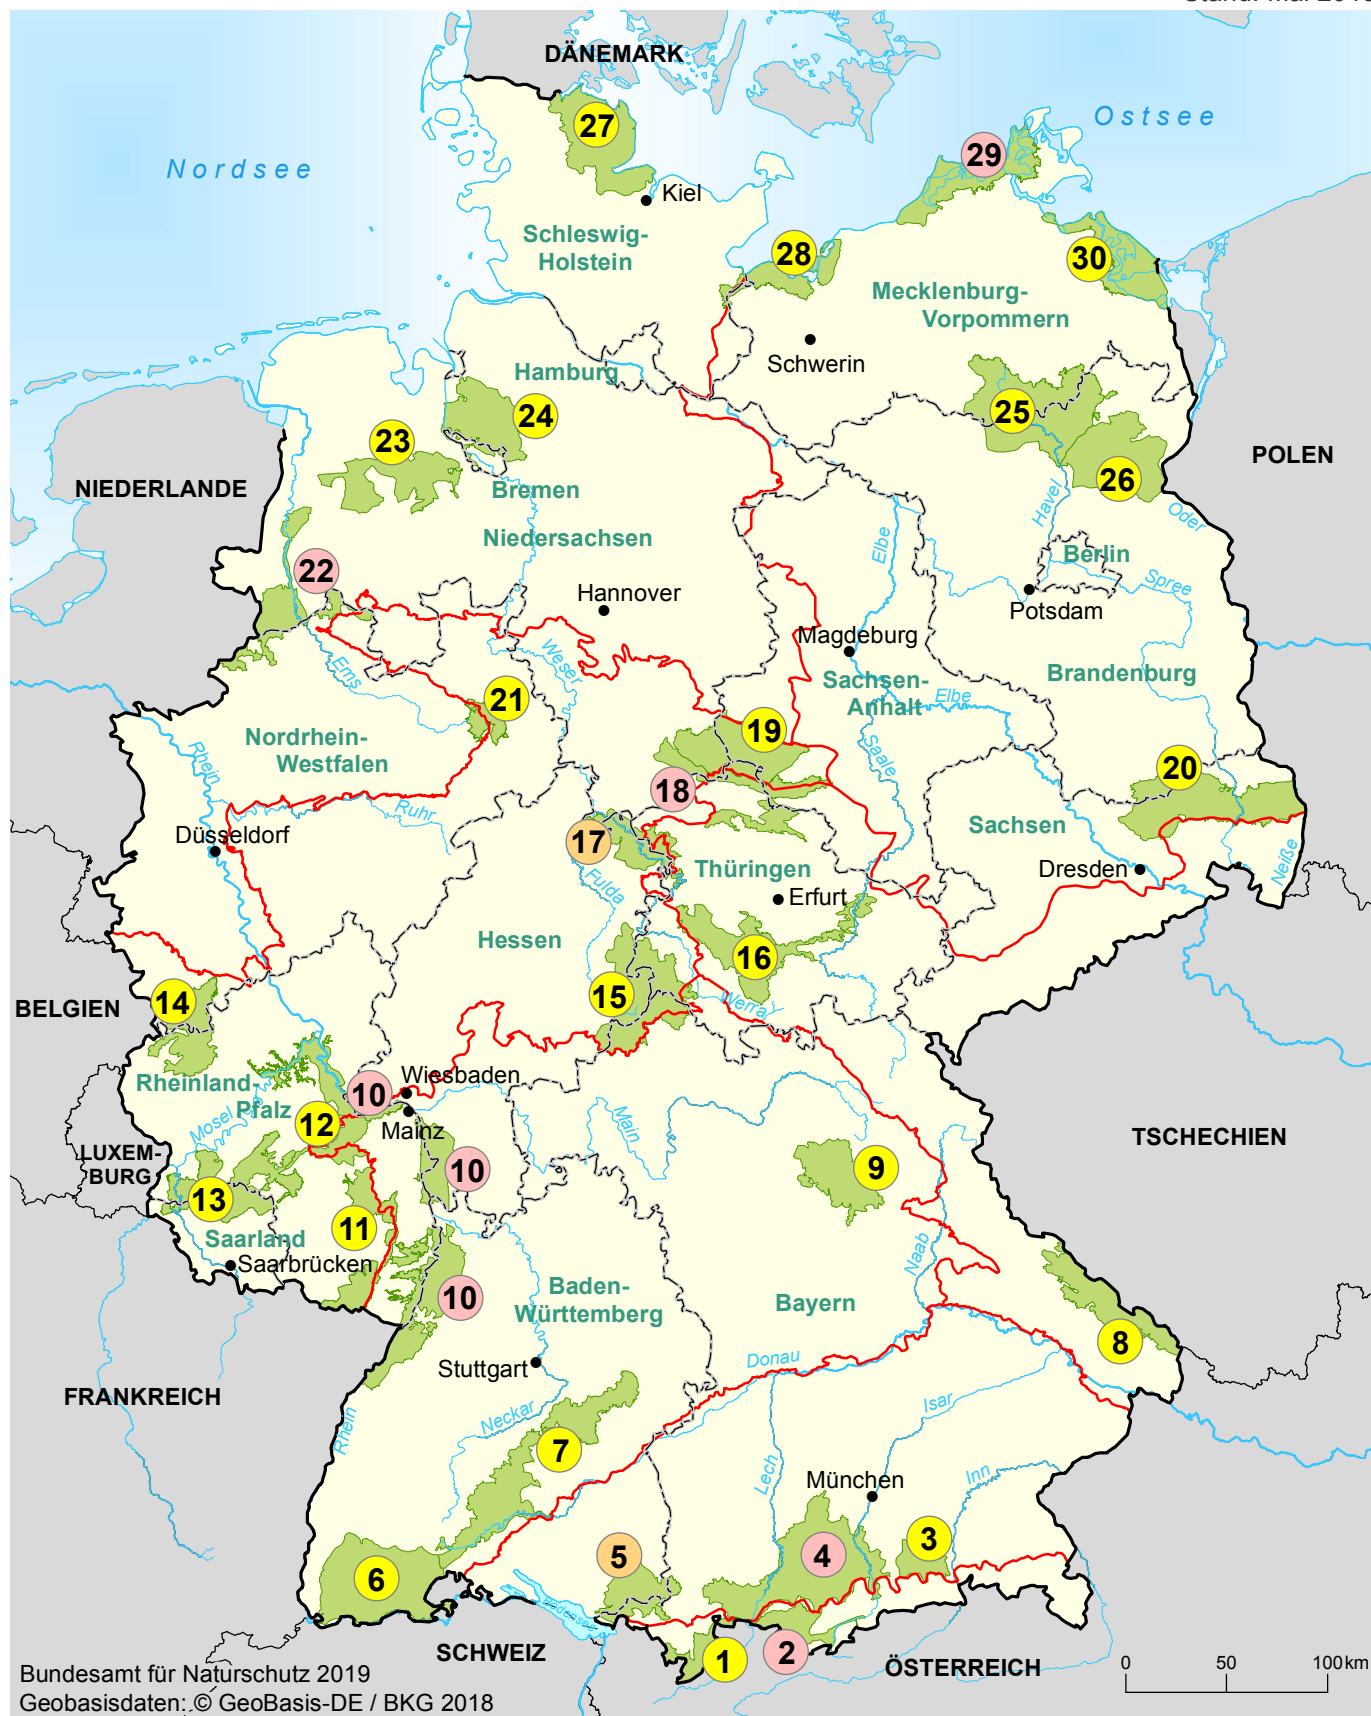 DÄNEMARK
Ostsee
27
29
Nordsee
Kiel
Schleswig-
Holstein
28
30
Mecklenburg-
Vorpommern
Schwerin
Hamburg
24
25
23
POLEN
NIEDERLANDE
Bremen
26
Havel
Oder
Niedersachsen
Elbe
Berlin
22
Spree
Hannover
Potsdam
Magdeburg
Weser
Ems
Sachsen-
Anhalt
Brandenburg
Elbe
21
19
Nordrhein-
Westfalen
Rhein
Saale
20
18
Ruhr
Düsseldorf
17
Sachsen
Thüringen
Dresden
Neiße
Fulda
Erfurt
Hessen
16
14
15
BELGIEN
Werra
Wiesbaden
Rheinland-
Pfalz
10
Mosel
12
Mainz
Main
TSCHECHIEN
LUXEM-
BURG
10
9
13
11
Saarland
Saarbrücken
Naab
Baden-
Württemberg
10
Bayern
8
Stuttgart
Donau
FRANKREICH
Isar
Rhein
Neckar
7
Lech
München
Inn
3
5
4
6
Bodensee
SCHWEIZ
1
2
ÖSTERREICH
0 50 100 km
Bundesamt für Naturschutz 2019
Geobasisdaten: © GeoBasis-DE / BKG 2018